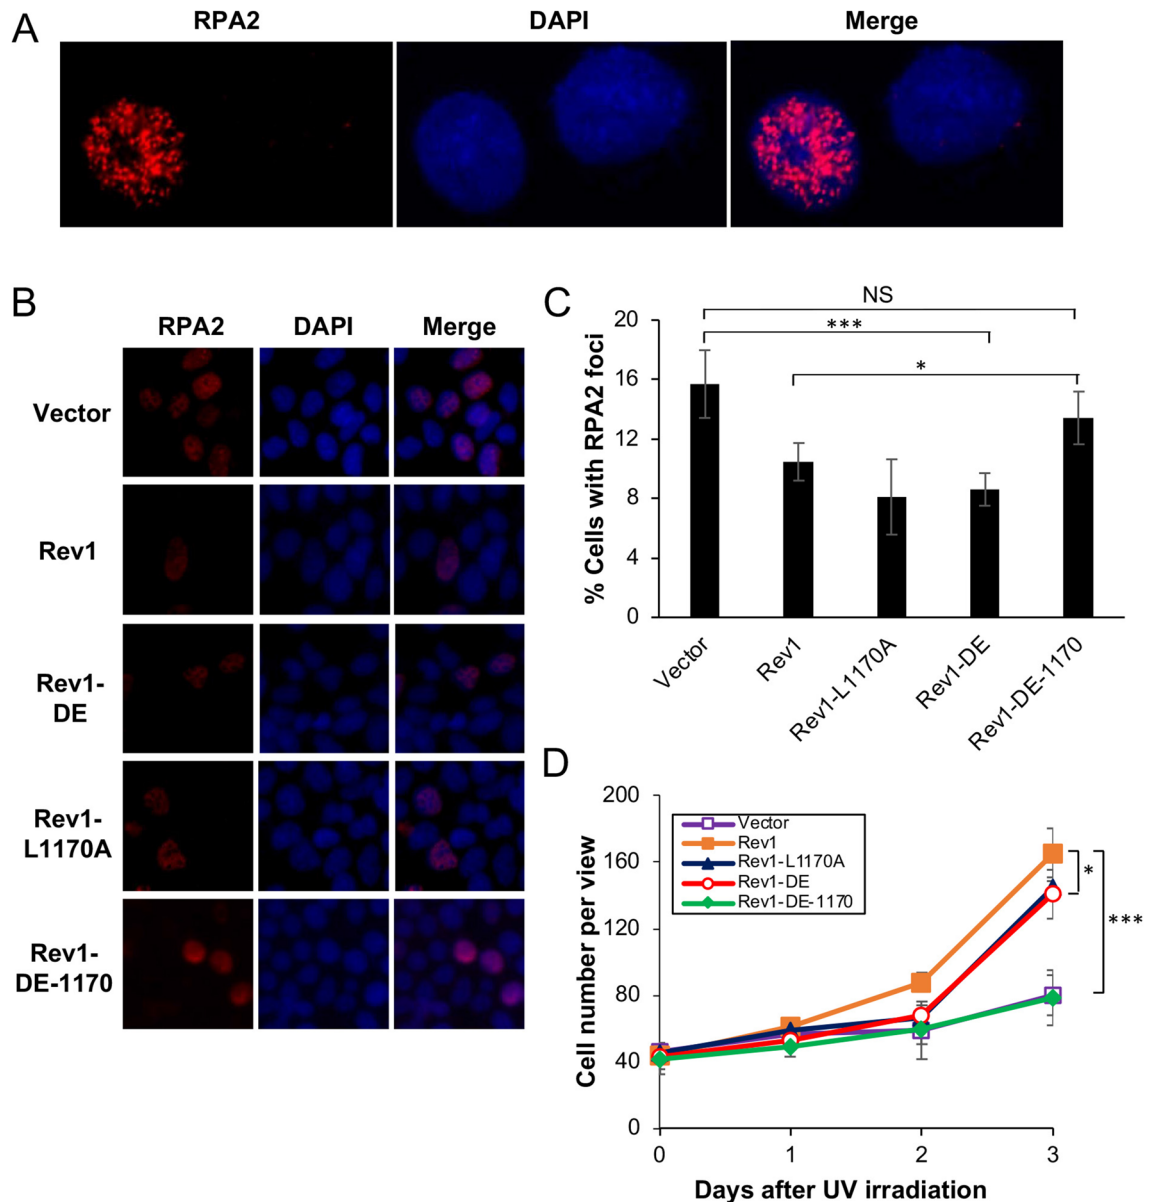 A
RPA2 DAPI Merge
B
RPA2 DAPI Merge
Vector
Rev1
Rev1-
DE
Rev1-
L1170A
Rev1-
DE-1170
C
NS
***
*
% Cells with RPA2 foci
20
16
12
8
4
0
Vector
Rev1
Rev1-L1170A
Rev1-DE
Rev1-DE-1170
D
Cell number per view
200
160
120
80
40
0
Vector
Rev1
Rev1-L1170A
Rev1-DE
Rev1-DE-1170
*
***
0 1 2 3
Days after UV irradiation